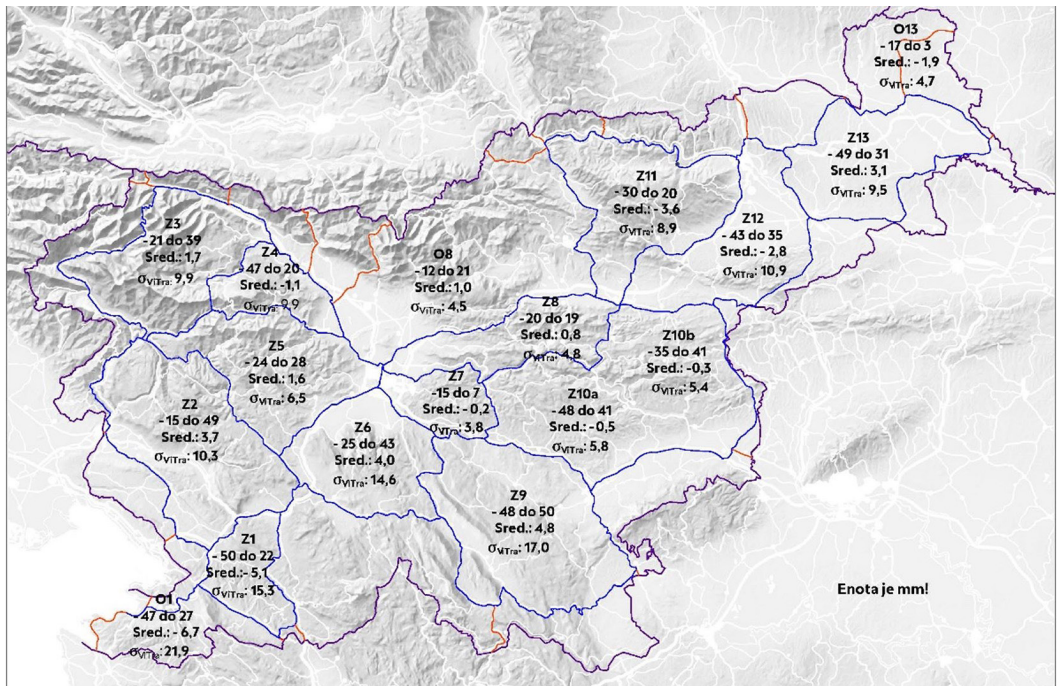 O13
- 17 do 3
Sred.: - 1,9
σViTra: 4,7
Z13
- 49 do 31
Sred.: 3,1
σViTra: 9,5
Z11
- 30 do 20
Sred.: - 3,6
σViTra: 8,9
Z12
- 43 do 35
Sred.: - 2,8
σViTra: 10,9
Z3
- 21 do 39
Sred.: 1,7
σViTra: 9,9
Z4
- 47 do 20
Sred.: -1,1
σViTra: 9,9
O8
-12 do 21
Sred.: 1,0
σViTra: 4,5
Z8
-20 do 19
Sred.: 0,8
σViTra: 4,8
Z10b
-35 do 41
Sred.: -0,3
σViTra: 5,4
Z5
- 24 do 28
Sred.: 1,6
σViTra: 6,5
Z7
-15 do 7
Sred.: - 0,2
σViTra: 3,8
Z10a
- 48 do 41
Sred.: -0,5
σViTra: 5,8
Z2
- 15 do 49
Sred.: 3,7
σViTra: 10,3
Z6
- 25 do 43
Sred.: 4,0
σViTra: 14,6
Z9
- 48 do 50
Sred.: 4,8
σViTra: 17,0
Z1
- 50 do 22
Sred.: - 5,1
σViTra: 15,3
O1
- 47 do 27
Sred.: - 6,7
σViTra: 21,9
Enota je mm!